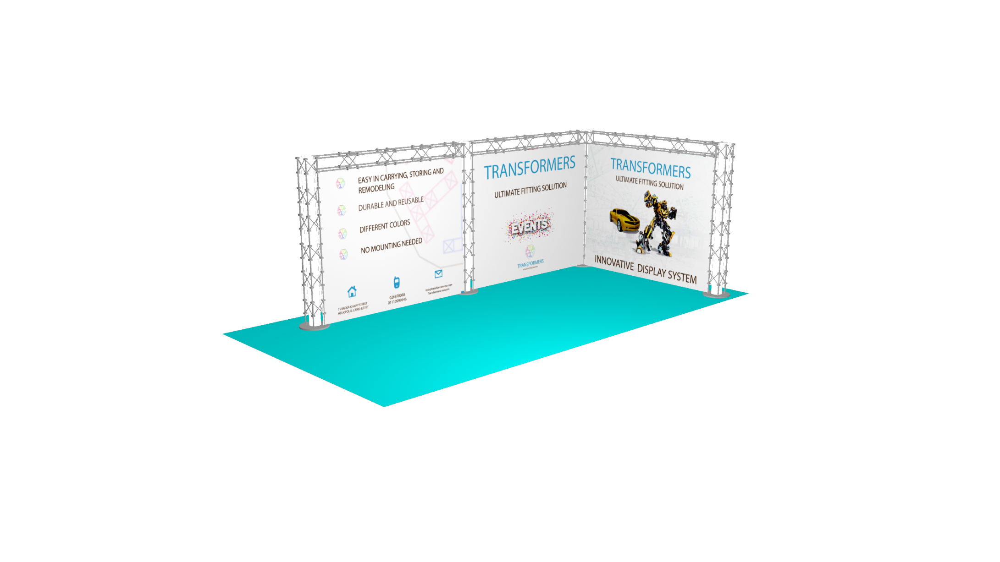 EASY IN CARRYING, STORING AND
REMODELING
DURABLE AND REUSABLE
DIFFERENT COLORS
NO MOUNTING NEEDED
15 BADEA KHAIRY STREET
HELIOPOLIS ,CAIRO ,EGYPT
026978088
01110999646
info@transformers-me.com
Transformers-me.com
TRANSFORMERS
ULTIMATE FITTING SOLUTION
EVENTS
TRANSFORMERS
TRANSFORMERS
ULTIMATE FITTING SOLUTION
INNOVATIVE DISPLAY SYSTEM